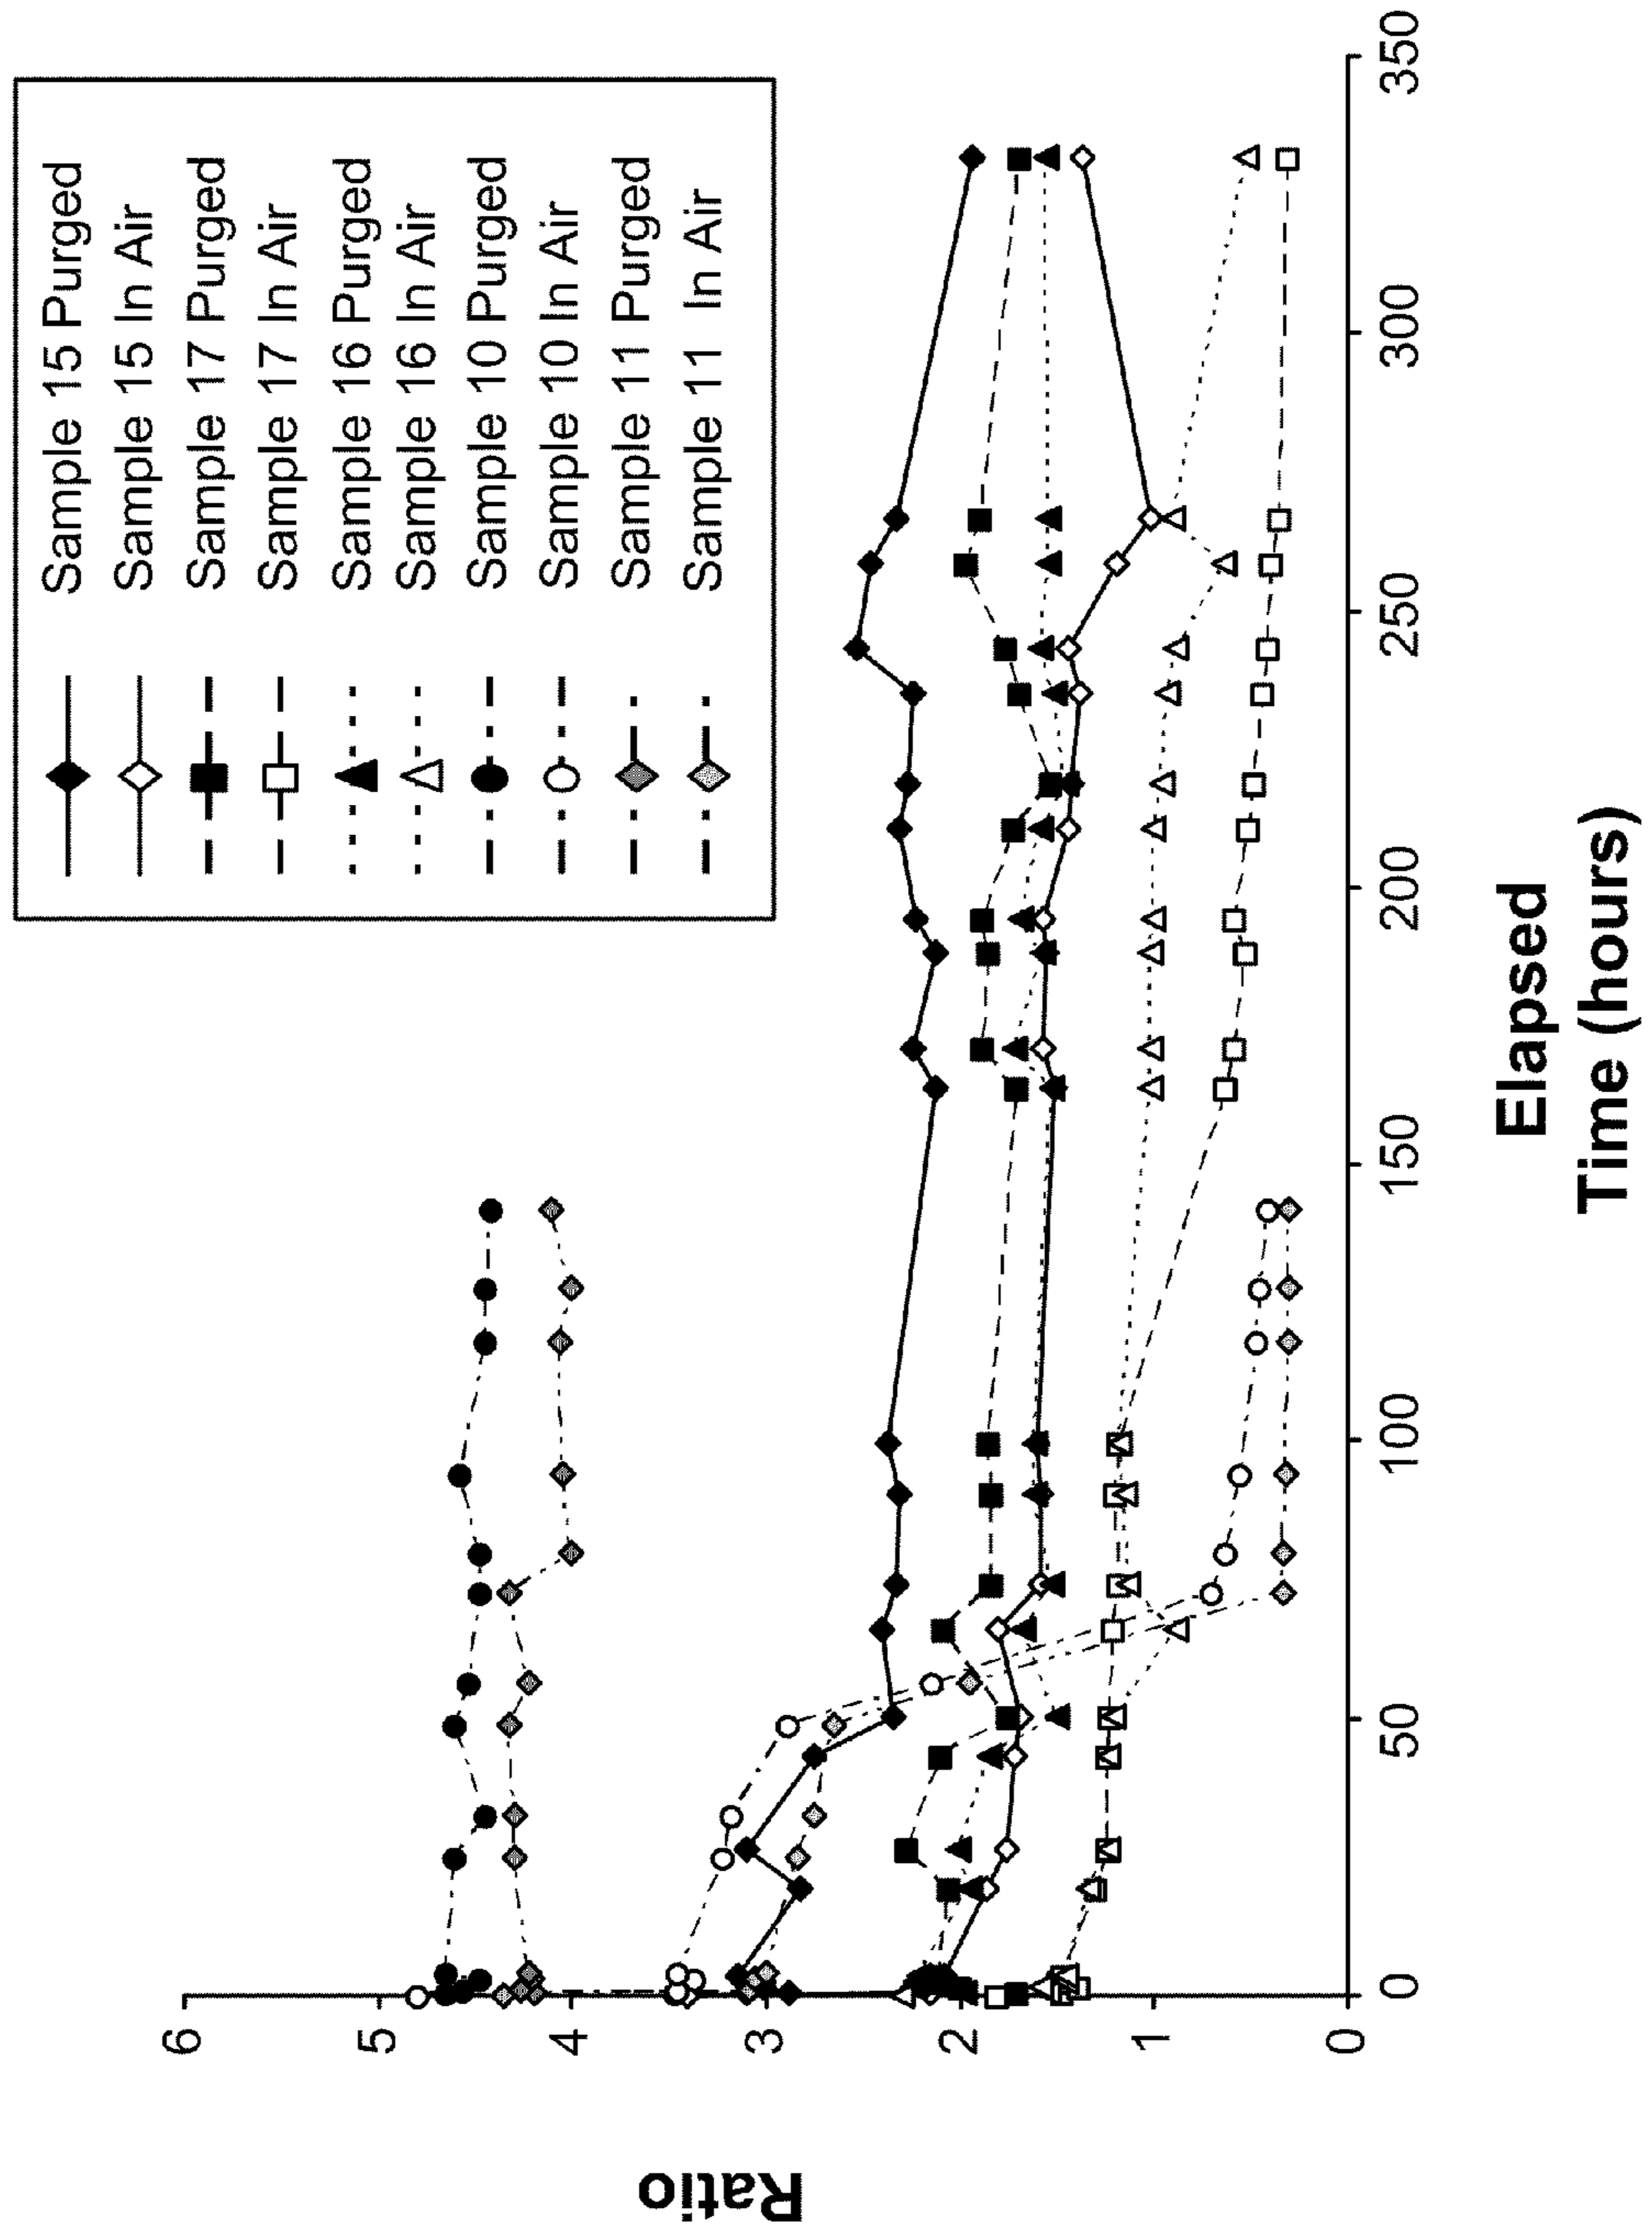 Sample 15 Purged
Sample 15 In Air
Sample 17 Purged
Sample 17 In Air
Sample 16 Purged
Sample 16 In Air
Sample 10 Purged
Sample 10 In Air
Sample 11 Purged
Sample 11 In Air
Ratio
6
5
4
3
2
1
0
0
50
100
150
200
250
300
350
Elapsed
Time (hours)